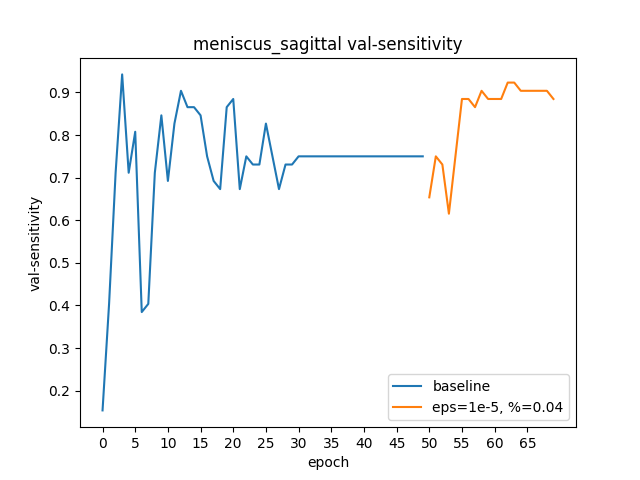 meniscus_sagittal val-sensitivity
val-sensitivity
0.9
0.8
0.7
0.6
0.5
0.4
0.3
0.2
baseline
eps=1e-5, %=0.04
0 5 10 15 20 25 30 35 40 45 50 55 60 65
epoch